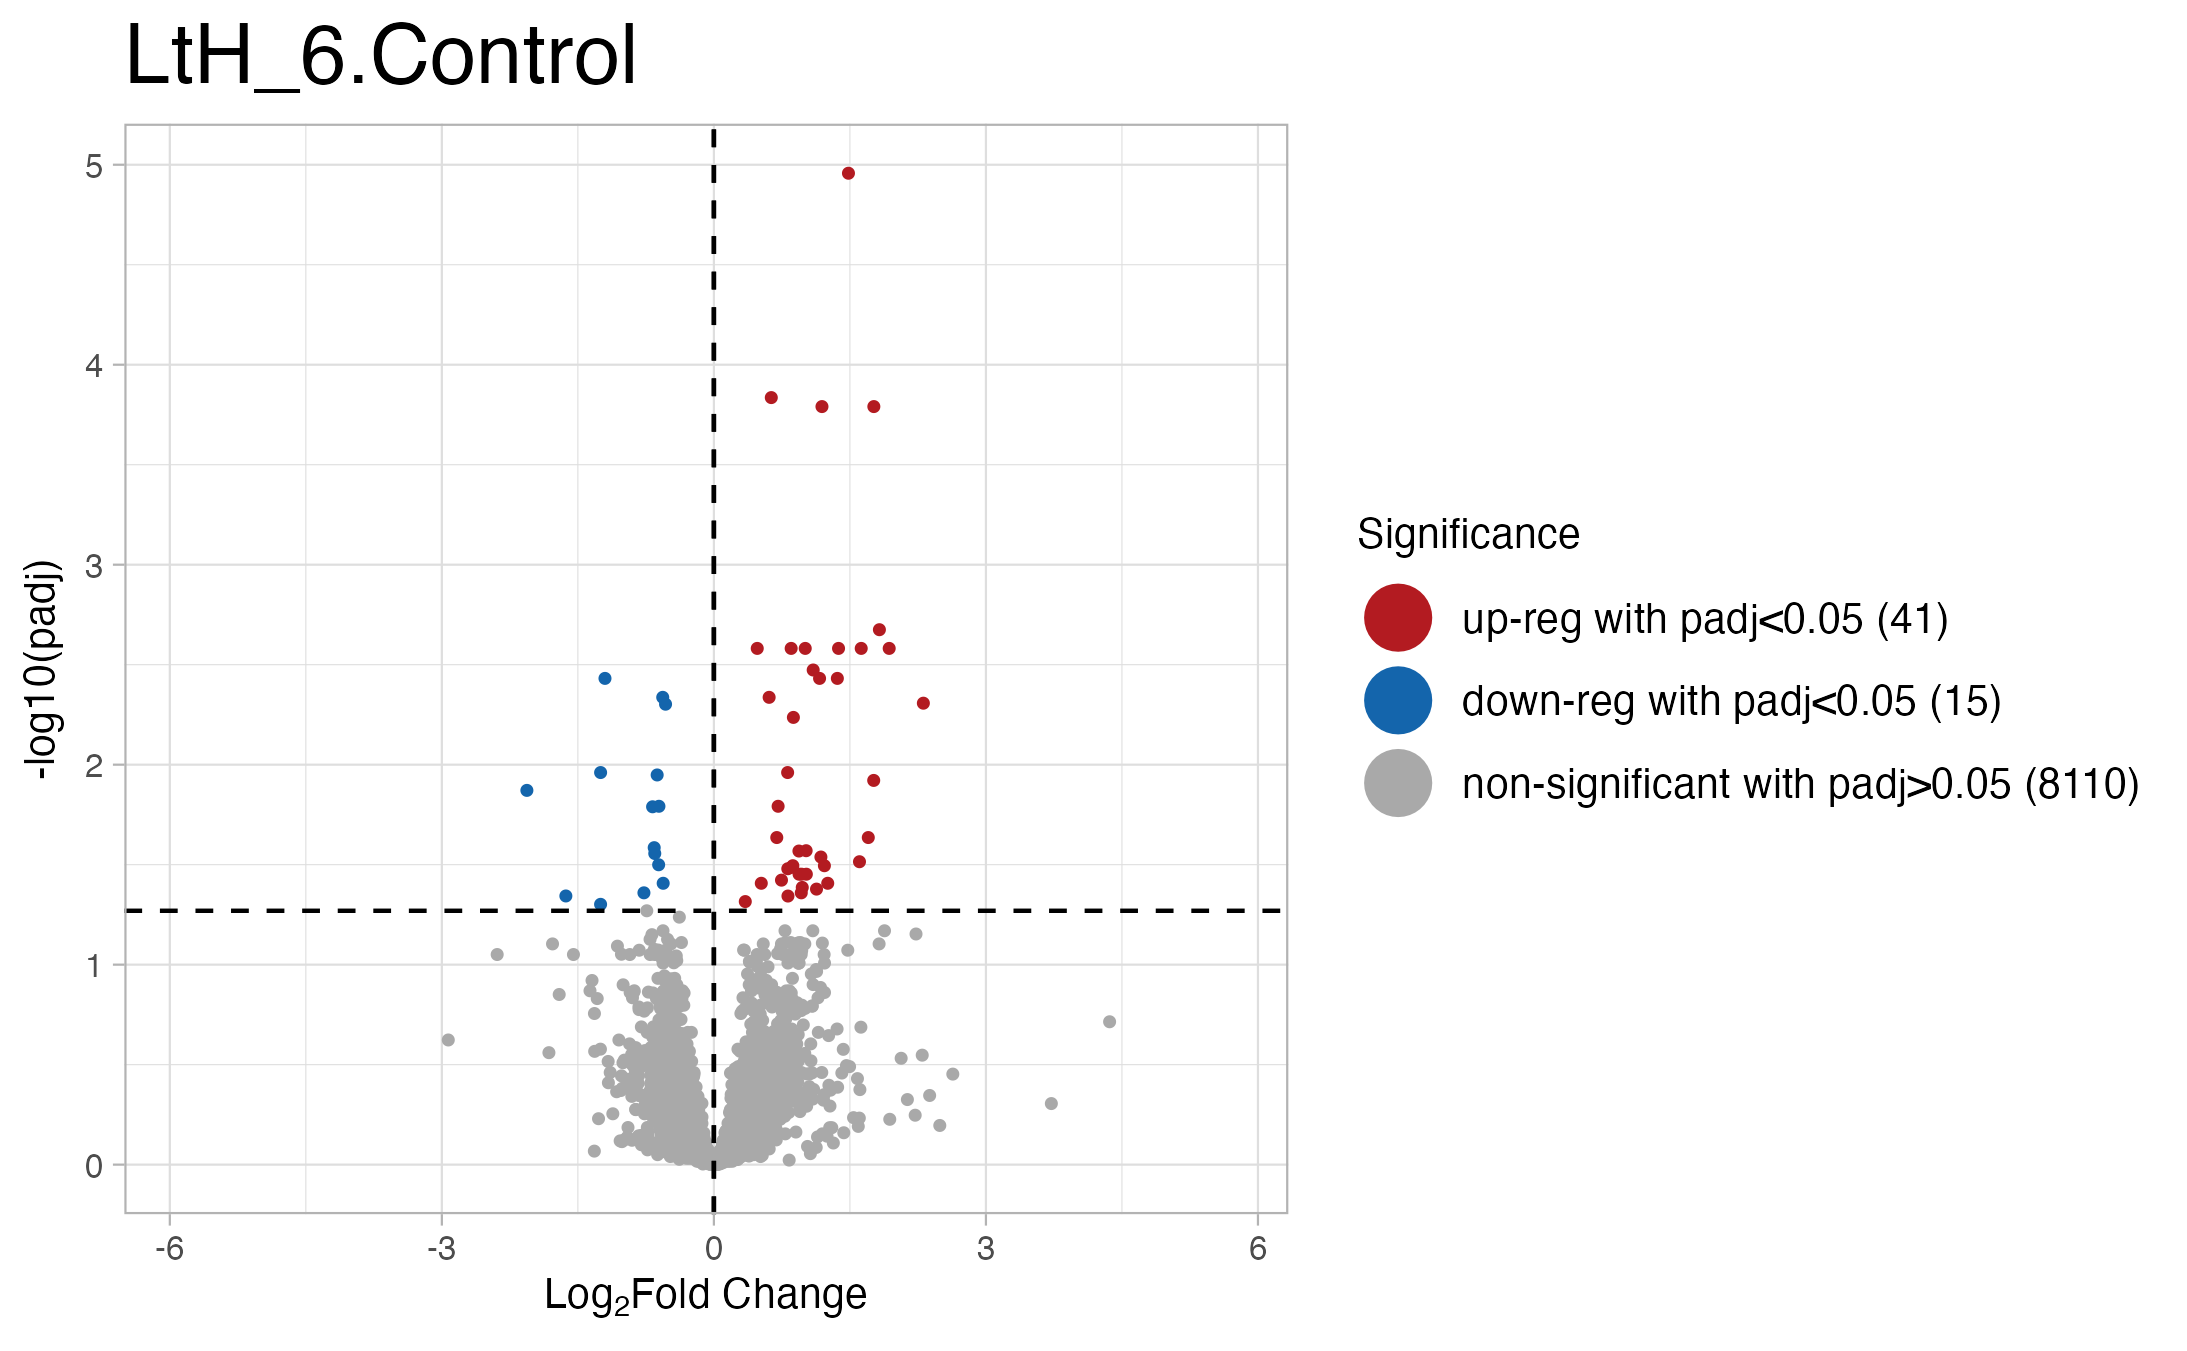 LtH_6.Control
5
4
3
2
1
0
-log10(padj)
-6
-3
0
3
6
Log₂Fold Change
Significance
up-reg with padj<0.05 (41)
down-reg with padj<0.05 (15)
non-significant with padj>0.05 (8110)